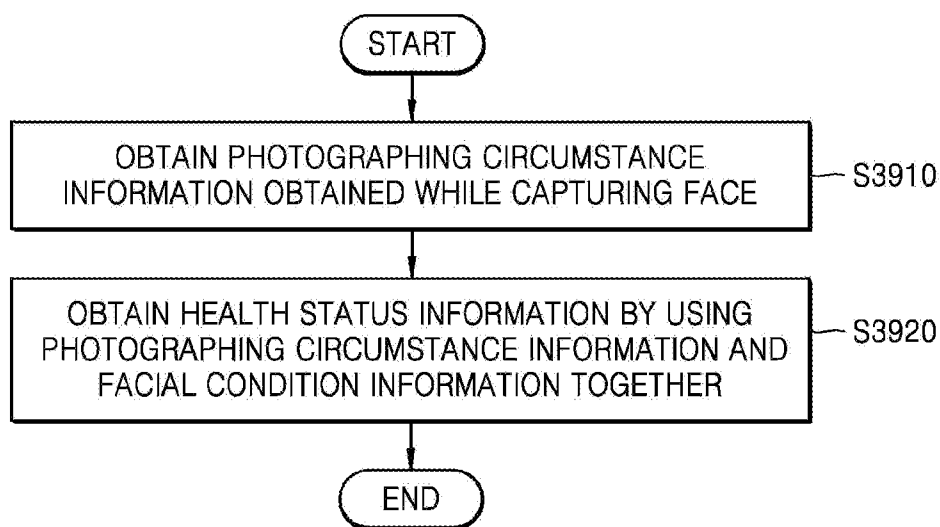 START
OBTAIN PHOTOGRAPHING CIRCUMSTANCE
INFORMATION OBTAINED WHILE CAPTURING FACE
S3910
OBTAIN HEALTH STATUS INFORMATION BY USING
PHOTOGRAPHING CIRCUMSTANCE INFORMATION AND
FACIAL CONDITION INFORMATION TOGETHER
S3920
END